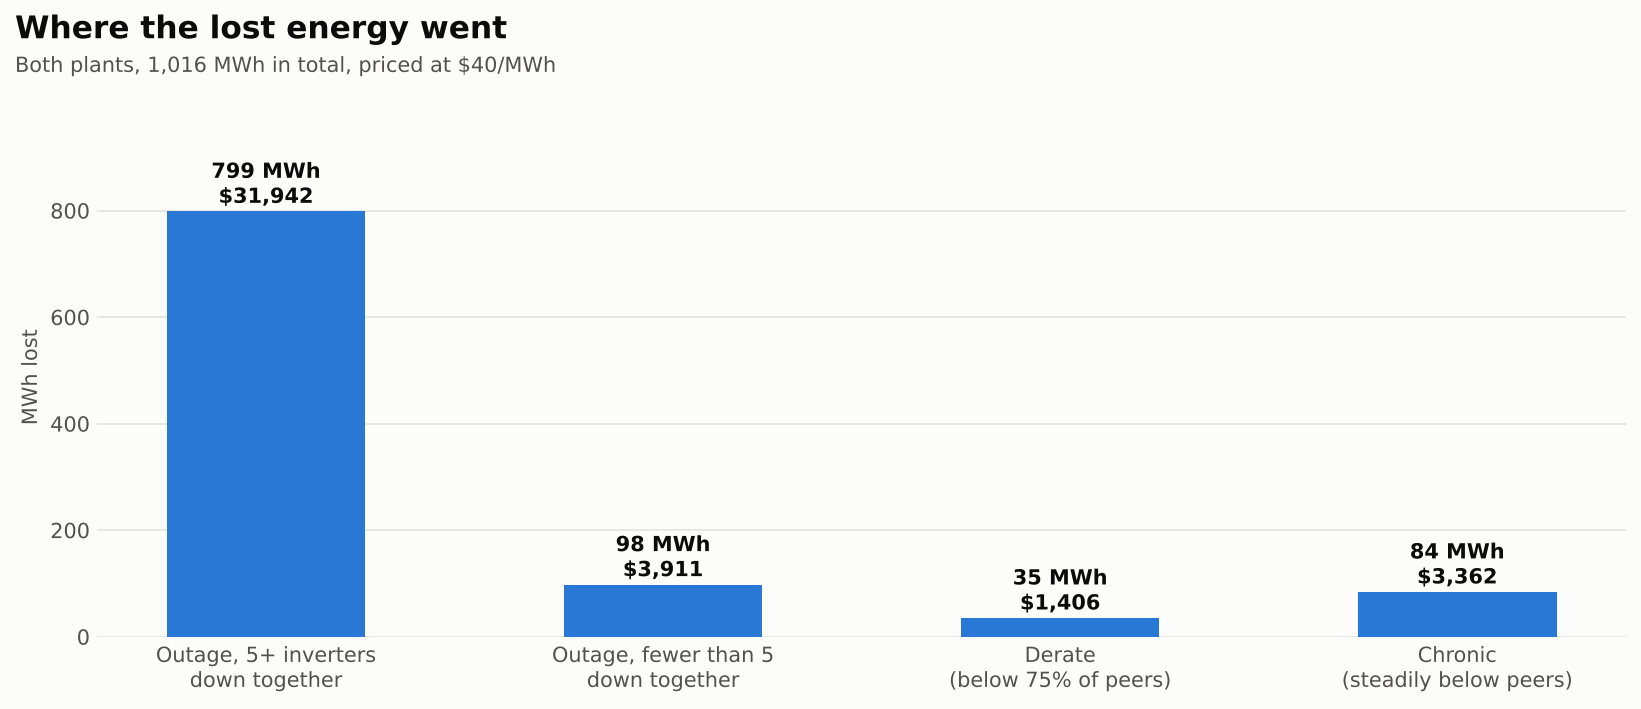 Where the lost energy went
Both plants, 1,016 MWh in total, priced at $40/MWh
MWh lost
800
600
400
200
0
799 MWh
$31,942
98 MWh
$3,911
35 MWh
$1,406
84 MWh
$3,362
Outage, 5+ inverters
down together
Outage, fewer than 5
down together
Derate
(below 75% of peers)
Chronic
(steadily below peers)